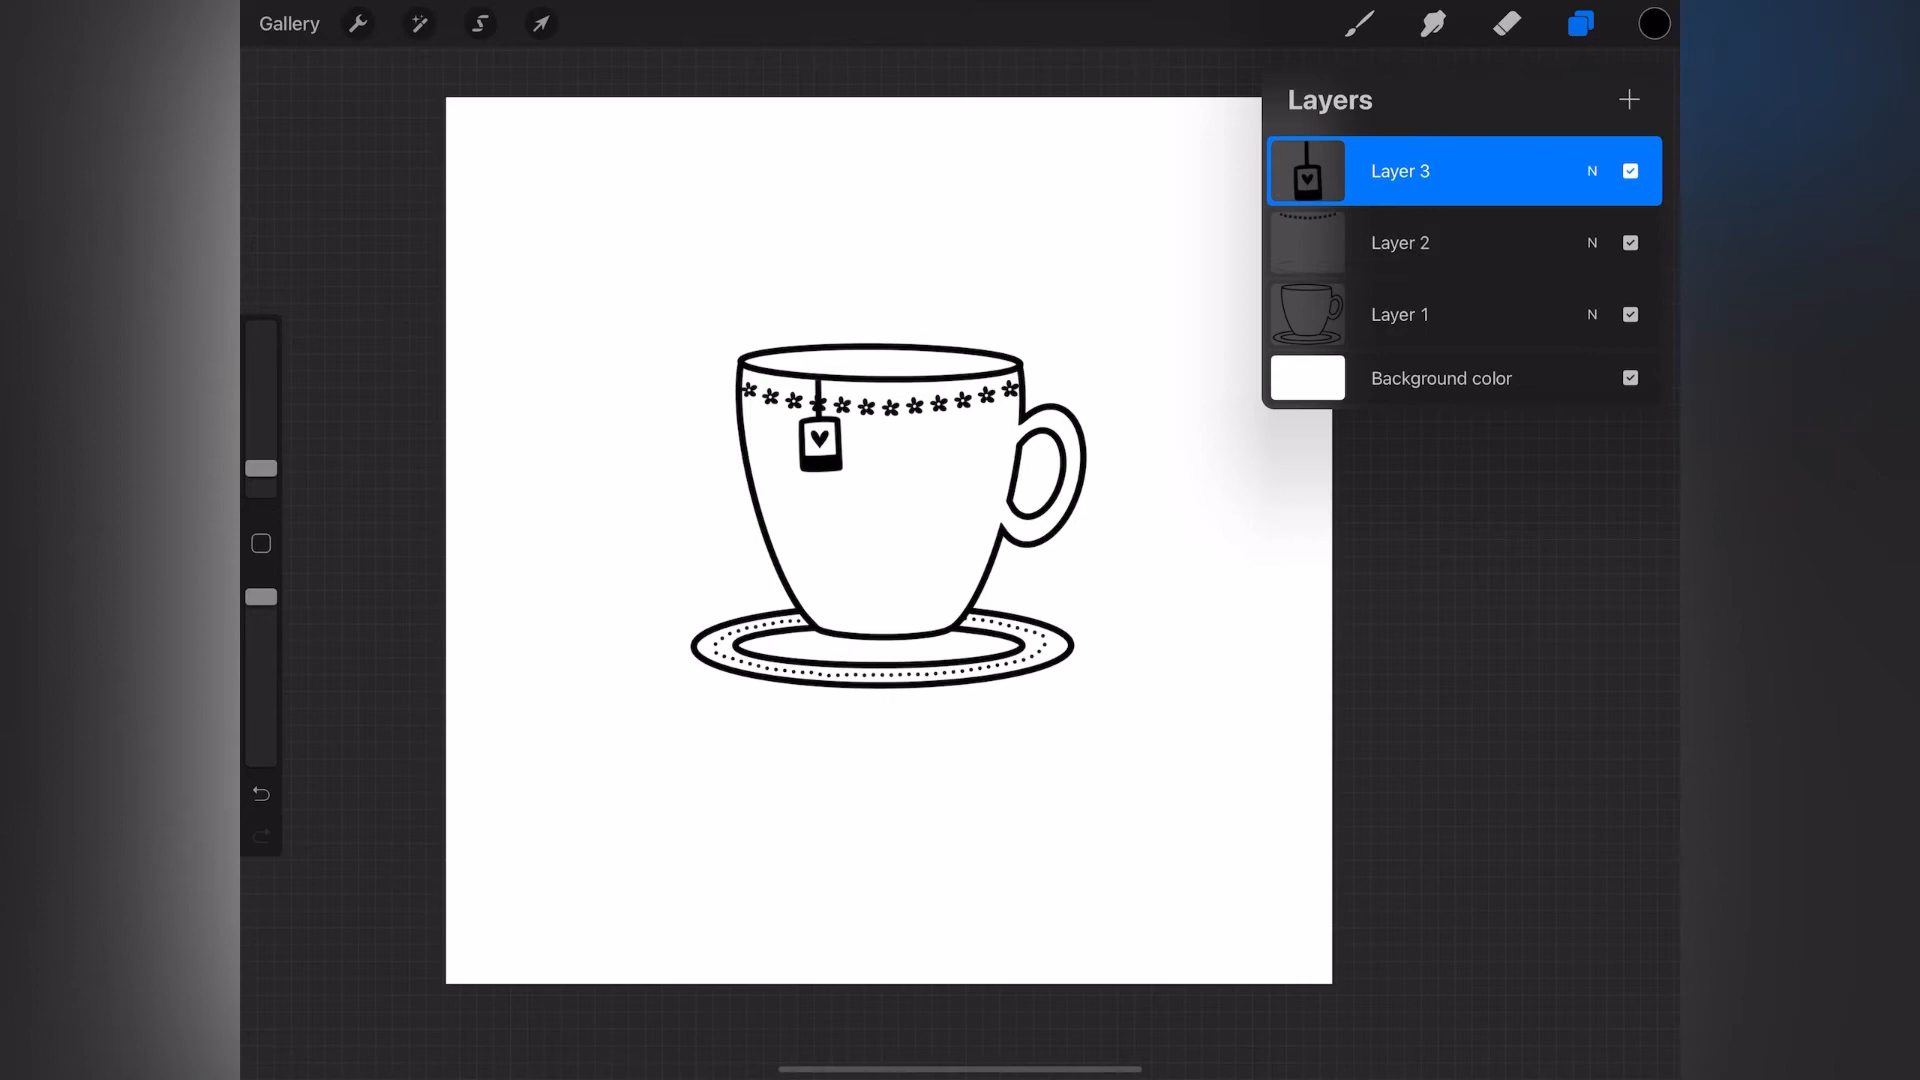 Gallery
Layers
Layer 3 N
Layer 2 N
Layer 1 N
Background color